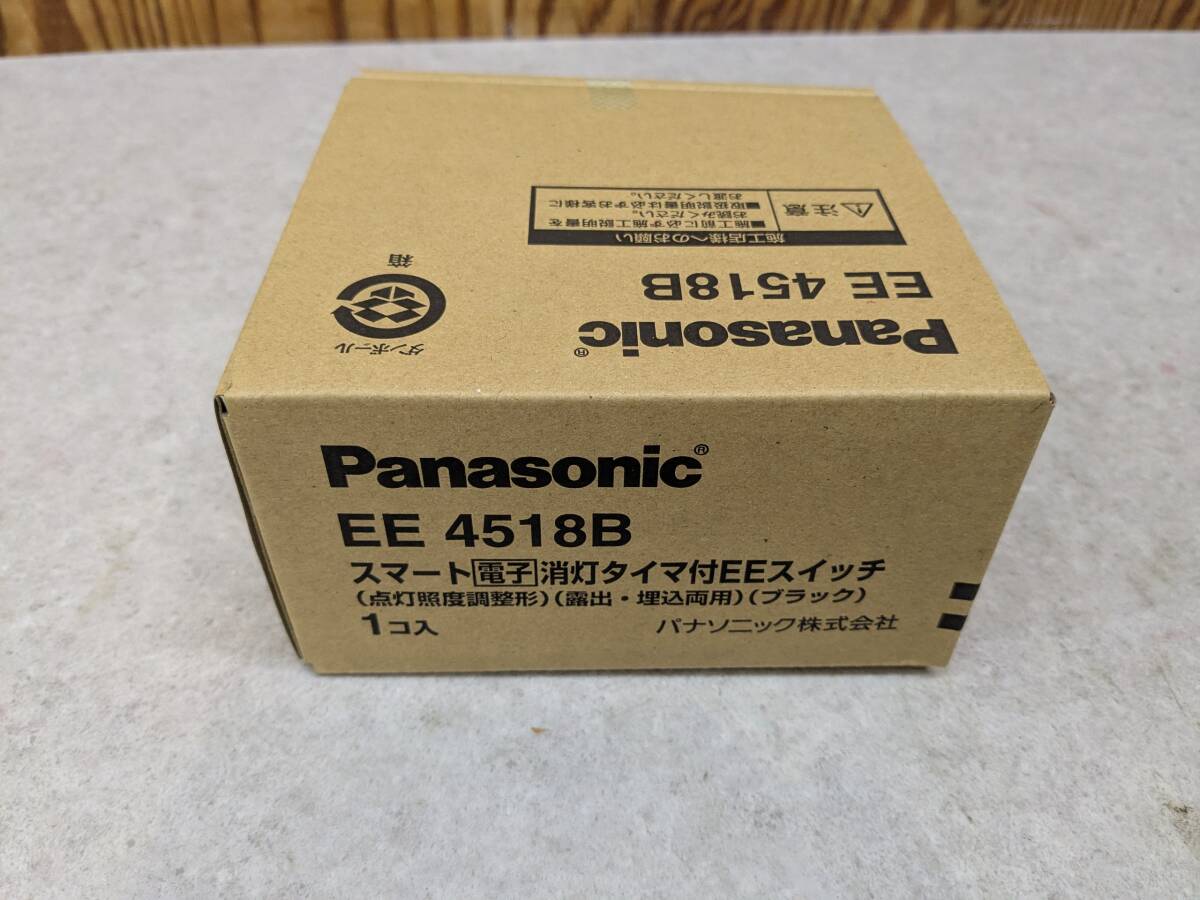 Panasonic®
EE 4518B
施工店様へのお願い
⚠注意
■施工前に必ず施工説明書を
お読みください。
■取扱説明書は必ずお客様に
お渡しください。
箱
ダンボール
Panasonic®
EE 4518B
スマート電子消灯タイマ付EEスイッチ
(点灯照度調整形)(露出・埋込両用)(ブラック)
1コ入
パナソニック株式会社